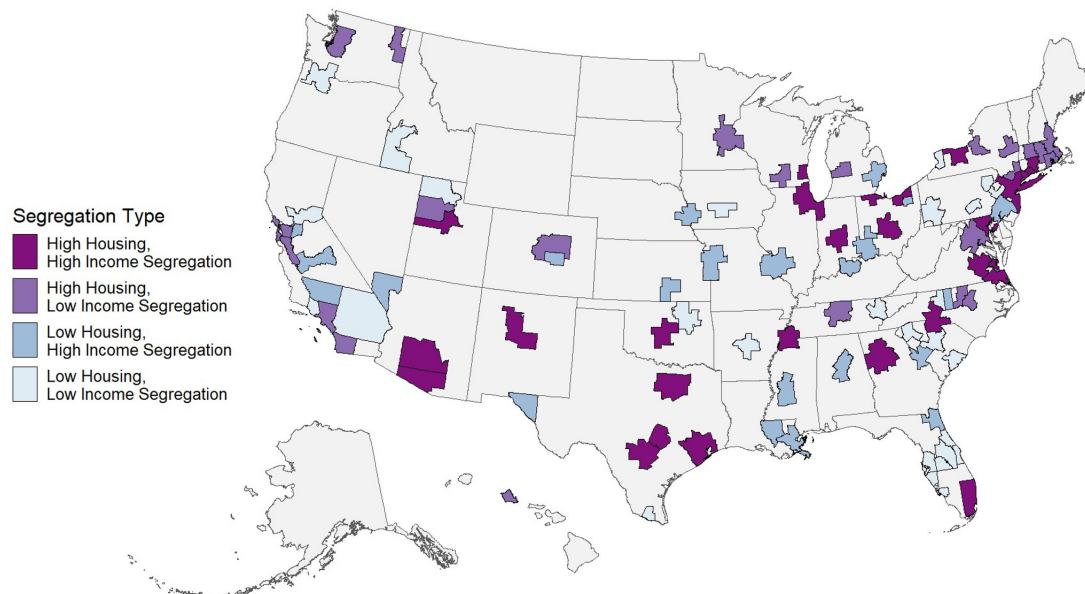 Segregation Type
High Housing,
High Income Segregation
High Housing,
Low Income Segregation
Low Housing,
High Income Segregation
Low Housing,
Low Income Segregation